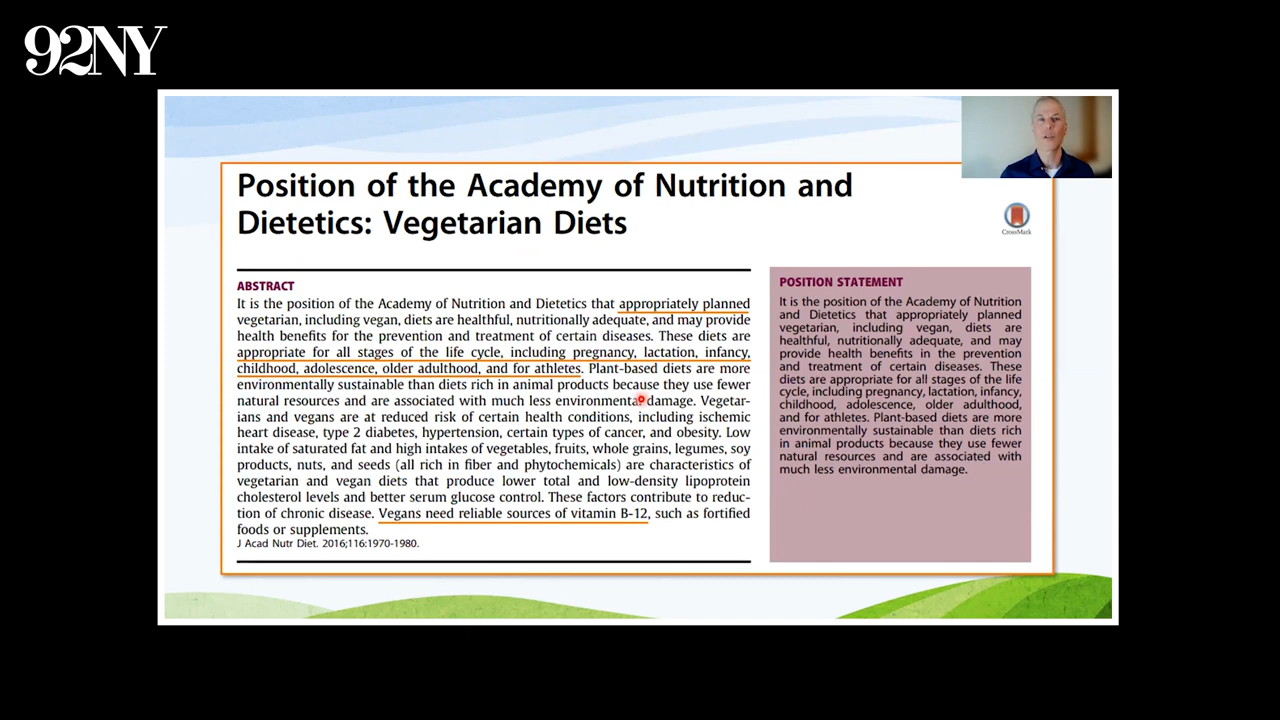 92NY
Position of the Academy of Nutrition and
Dietetics: Vegetarian Diets
CrossMark
ABSTRACT
It is the position of the Academy of Nutrition and Dietetics that appropriately planned
vegetarian, including vegan, diets are healthful, nutritionally adequate, and may provide
health benefits for the prevention and treatment of certain diseases. These diets are
appropriate for all stages of the life cycle, including pregnancy, lactation, infancy,
childhood, adolescence, older adulthood, and for athletes. Plant-based diets are more
environmentally sustainable than diets rich in animal products because they use fewer
natural resources and are associated with much less environmental damage. Vegetar-
ians and vegans are at reduced risk of certain health conditions, including ischemic
heart disease, type 2 diabetes, hypertension, certain types of cancer, and obesity. Low
intake of saturated fat and high intakes of vegetables, fruits, whole grains, legumes, soy
products, nuts, and seeds (all rich in fiber and phytochemicals) are characteristics of
vegetarian and vegan diets that produce lower total and low-density lipoprotein
cholesterol levels and better serum glucose control. These factors contribute to reduc-
tion of chronic disease. Vegans need reliable sources of vitamin B-12, such as fortified
foods or supplements.
J Acad Nutr Diet. 2016;116:1970-1980.
POSITION STATEMENT
It is the position of the Academy of Nutrition
and Dietetics that appropriately planned
vegetarian, including vegan, diets are
healthful, nutritionally adequate, and may
provide health benefits in the prevention
and treatment of certain diseases. These
diets are appropriate for all stages of the life
cycle, including pregnancy, lactation, infancy,
childhood, adolescence, older adulthood,
and for athletes. Plant-based diets are more
environmentally sustainable than diets rich
in animal products because they use fewer
natural resources and are associated with
much less environmental damage.